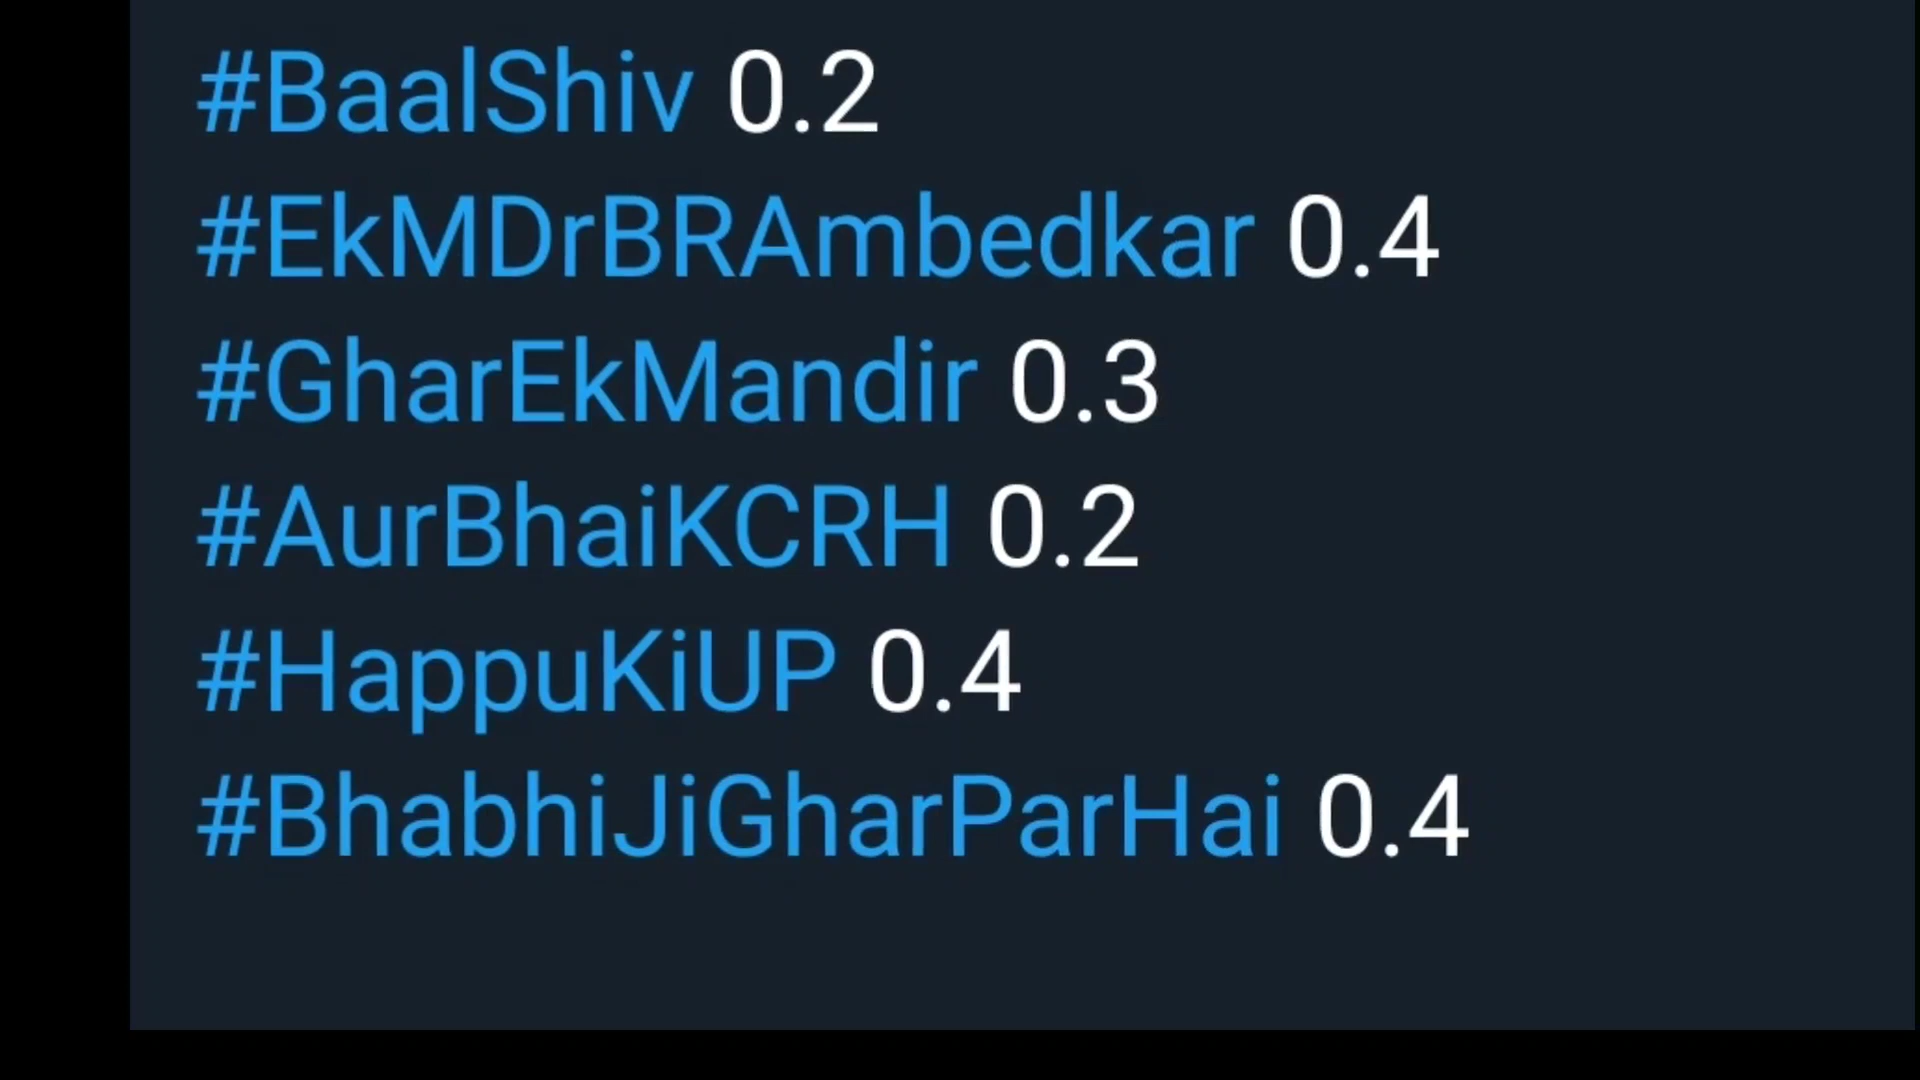 #BaalShiv 0.2
#EkMDrBRAmbedkar 0.4
#GharEkMandir 0.3
#AurBhaiKCRH 0.2
#HappuKiUP 0.4
#BhabhiJiGharParHai 0.4